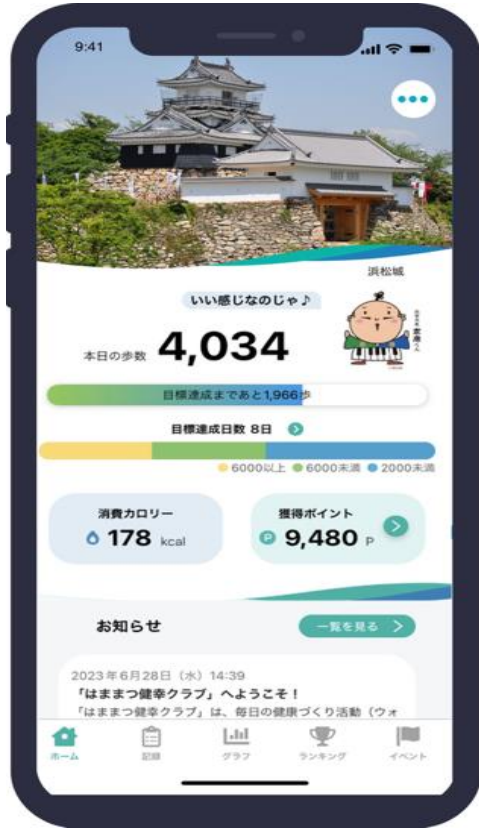 9:41
浜松城
いい感じなのじゃ♪
本日の歩数 4,034
目標達成まであと1,966歩
目標達成日数 8日
6000以上 6000未満 2000未満
消費カロリー
178 kcal
獲得ポイント
P 9,480 P
お知らせ
一覧を見る
2023年6月28日（水）14:39
「はままつ健幸クラブ」へようこそ！
「はままつ健幸クラブ」は、毎日の健康づくり活動（ウォ
ホーム 記録 グラフ ランキング イベント